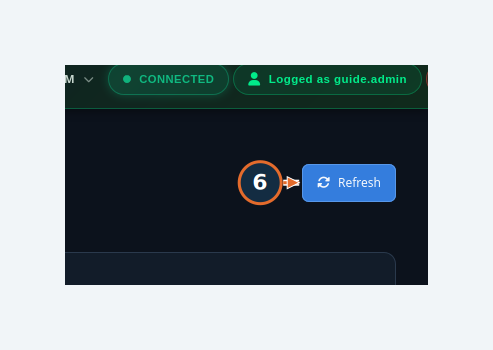 M
CONNECTED
Logged as guide.admin
6
Refresh